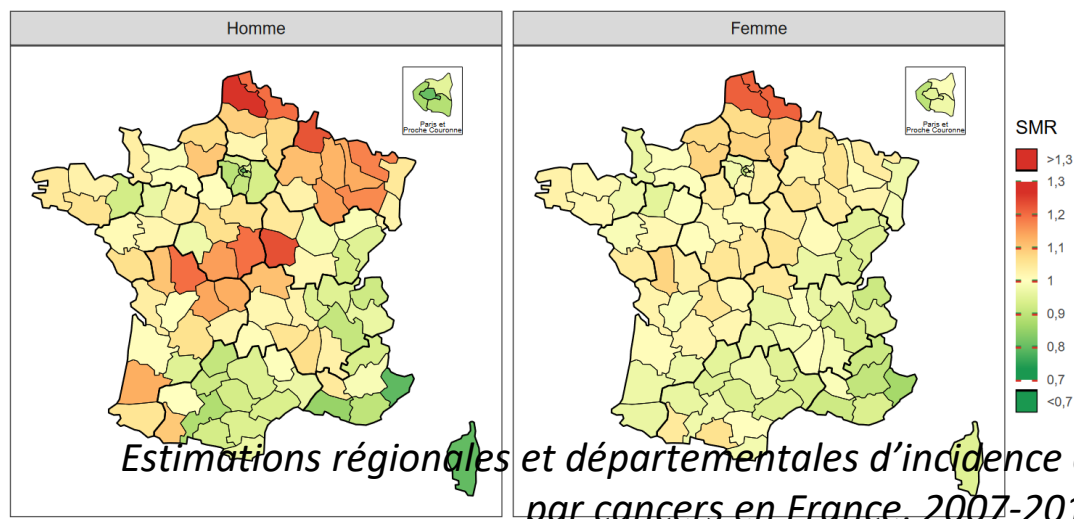 Homme
Femme
Paris et
Proche Couronne
Paris et
Proche Couronne
SMR
>1,3
1,3
1,2
1,1
1
0,9
0,8
0,7
<0,7
Estimations régionales et départementales d'incidence
par cancers en France, 2007-201